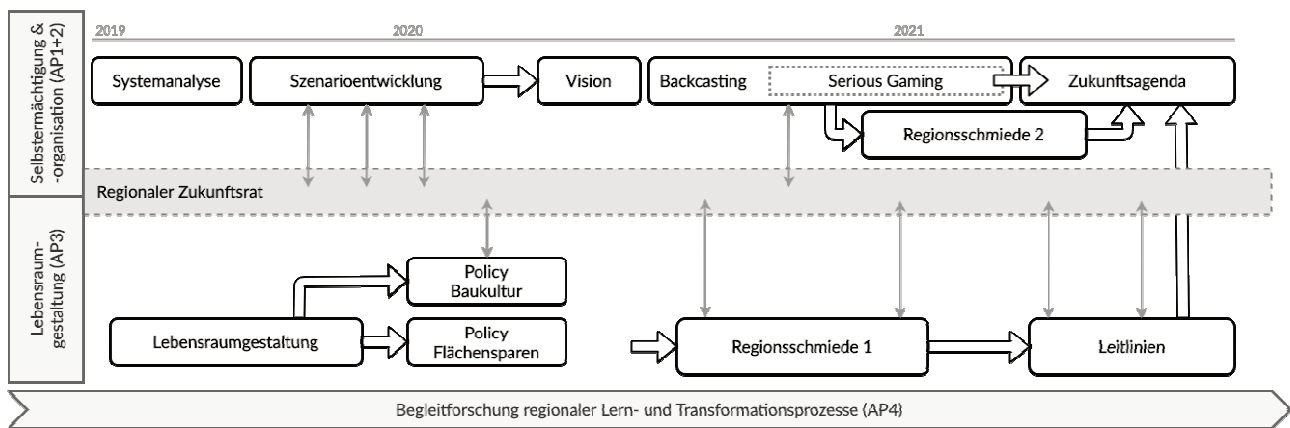 Selbstermächtigung &
-organisation (AP1+2)
2019
2020
2021
Systemanalyse
Szenarioentwicklung
Vision
Backcasting
Serious Gaming
Zukunftsagenda
Regionsschmiede 2
Regionaler Zukunftsrat
Lebensraum-
gestaltung (AP3)
Policy
Baukultur
Lebensraumgestaltung
Policy
Flächensparen
Regionsschmiede 1
Leitlinien
Begleitforschung regionaler Lern- und Transformationsprozesse (AP4)